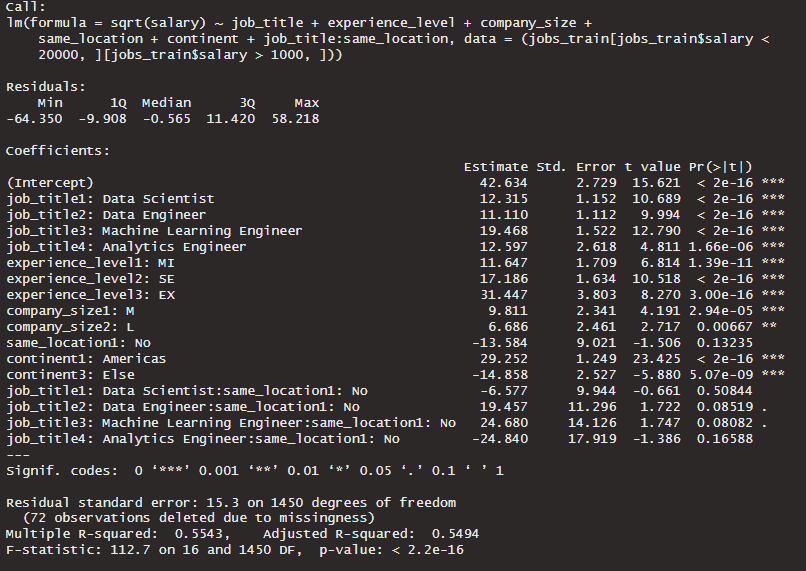 Call:
lm(formula = sqrt(salary) ~ job_title + experience_level + company_size +
    same_location + continent + job_title:same_location, data = (jobs_train[jobs_train$salary <
    20000, ][jobs_train$salary > 1000, ]))
Residuals:
    Min      1Q  Median      3Q     Max
-64.350  -9.908  -0.565  11.420  58.218
Coefficients:
                                                         Estimate Std. Error t value Pr(>|t|)
(Intercept)                                                42.634      2.729  15.621  < 2e-16 ***
job_title1: Data Scientist                                 12.315      1.152  10.689  < 2e-16 ***
job_title2: Data Engineer                                  11.110      1.112   9.994  < 2e-16 ***
job_title3: Machine Learning Engineer                      19.468      1.522  12.790  < 2e-16 ***
job_title4: Analytics Engineer                             12.597      2.618   4.811 1.66e-06 ***
experience_level1: MI                                      11.647      1.709   6.814 1.39e-11 ***
experience_level2: SE                                      17.186      1.634  10.518  < 2e-16 ***
experience_level3: EX                                      31.447      3.803   8.270 3.00e-16 ***
company_size1: M                                            9.811      2.341   4.191 2.94e-05 ***
company_size2: L                                            6.686      2.461   2.717  0.00667 **
same_location1: No                                        -13.584      9.021  -1.506  0.13235
continent1: Americas                                       29.252      1.249  23.425  < 2e-16 ***
continent3: Else                                          -14.858      2.527  -5.880 5.07e-09 ***
job_title1: Data Scientist:same_location1: No              -6.577      9.944  -0.661  0.50844
job_title2: Data Engineer:same_location1: No               19.457     11.296   1.722  0.08519 .
job_title3: Machine Learning Engineer:same_location1: No   24.680     14.126   1.747  0.08082 .
job_title4: Analytics Engineer:same_location1: No         -24.840     17.919  -1.386  0.16588
---
Signif. codes:  0 ‘***’ 0.001 ‘**’ 0.01 ‘*’ 0.05 ‘.’ 0.1 ‘ ’ 1
Residual standard error: 15.3 on 1450 degrees of freedom
  (72 observations deleted due to missingness)
Multiple R-squared:  0.5543,    Adjusted R-squared:  0.5494
F-statistic: 112.7 on 16 and 1450 DF,  p-value: < 2.2e-16